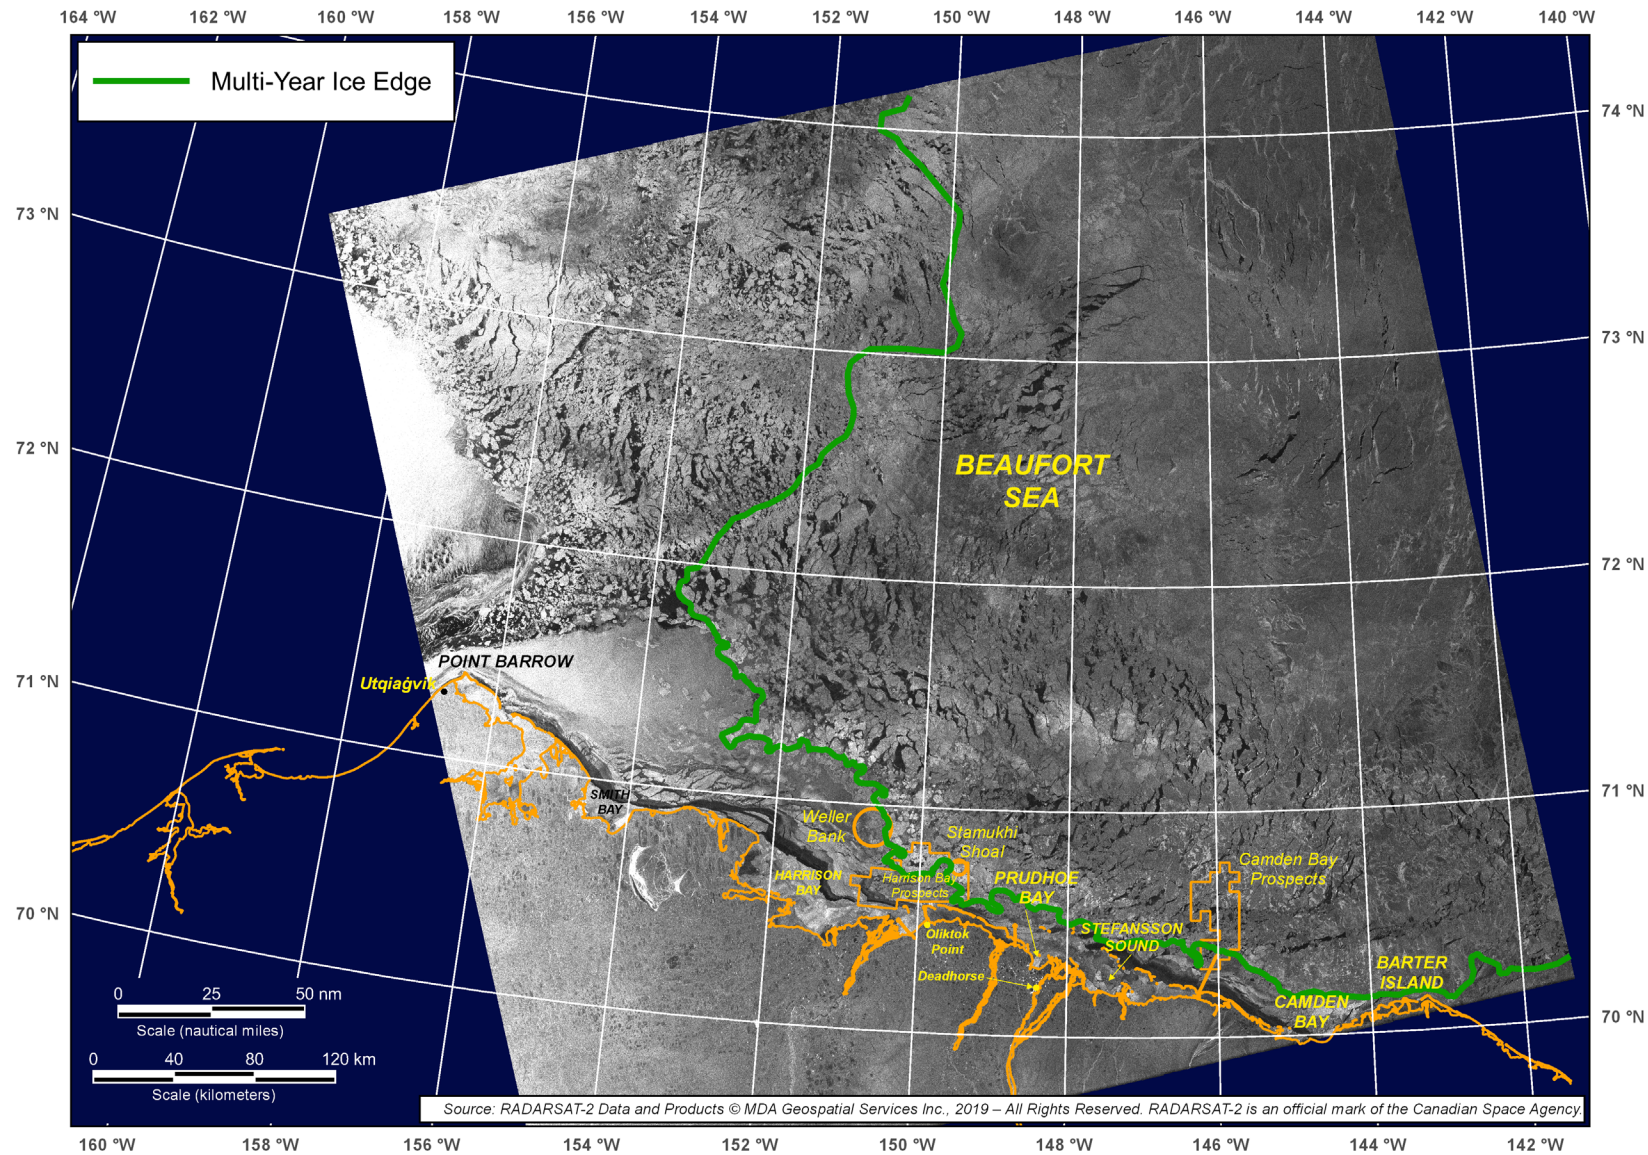 164 °W 162 °W 160 °W 158 °W 156 °W 154 °W 152 °W 150 °W 148 °W 146 °W 144 °W 142 °W 140 °W
Multi-Year Ice Edge
74 °N
73 °N
73 °N
72 °N
BEAUFORT
SEA
72 °N
POINT BARROW
71 °N
Utqiaġvik
71 °N
SMITH
BAY
Weller
Bank
Stamukhi
Shoal
Camden Bay
Prospects
HARRISON
BAY
Harrison Bay
Prospects
PRUDHOE
BAY
70 °N
Oliktok
Point
STEFANSSON
SOUND
Deadhorse
BARTER
ISLAND
CAMDEN
BAY
70 °N
0 25 50 nm
Scale (nautical miles)
0 40 80 120 km
Scale (kilometers)
Source: RADARSAT-2 Data and Products © MDA Geospatial Services Inc., 2019 – All Rights Reserved. RADARSAT-2 is an official mark of the Canadian Space Agency.
160 °W 158 °W 156 °W 154 °W 152 °W 150 °W 148 °W 146 °W 144 °W 142 °W